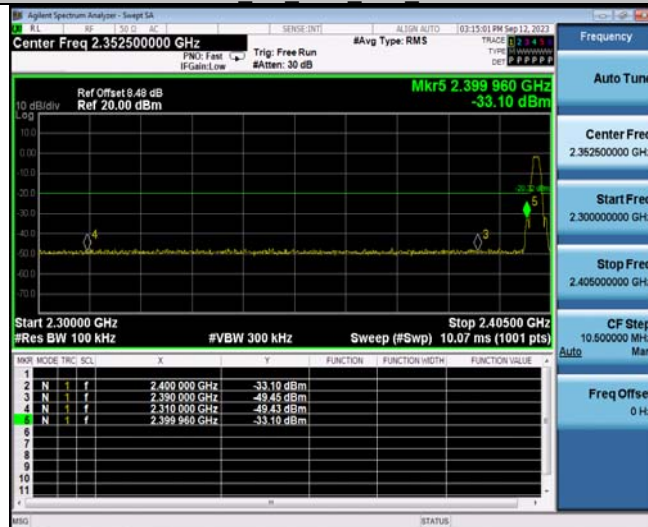 Agilent Spectrum Analyzer - Swept SA
RL RF 50 Ω AC SENSE:INT ALIGN AUTO 03:15:01 PM Sep 12, 2023
Center Freq 2.352500000 GHz
PNO: Fast
IFGain:Low
Trig: Free Run
#Atten: 30 dB
#Avg Type: RMS
TRACE 1 2 3 4 5 6
TYPE
DET P P P P P P
Ref Offset 8.48 dB
Ref 20.00 dBm
10 dB/div
Log
Mkr5 2.399 960 GHz
-33.10 dBm
10.0
0.00
-10.0
-20.0
-30.0
-40.0
-50.0
-60.0
-70.0
4
3
5
Start 2.30000 GHz
Stop 2.40500 GHz
#Res BW 100 kHz
#VBW 300 kHz
Sweep (#Swp) 10.07 ms (1001 pts)
MKR MODE TRC SCL X Y FUNCTION FUNCTION WIDTH FUNCTION VALUE
1
2 N 1 f 2.400 000 GHz -33.10 dBm
3 N 1 f 2.390 000 GHz -49.45 dBm
4 N 1 f 2.310 000 GHz -49.43 dBm
5 N 1 f 2.399 960 GHz -33.10 dBm
6
7
8
9
10
11
MSG STATUS
Frequency
Auto Tune
Center Freq
2.352500000 GHz
Start Freq
2.300000000 GHz
Stop Freq
2.405000000 GHz
CF Step
10.500000 MHz
Auto Man
Freq Offset
0 Hz